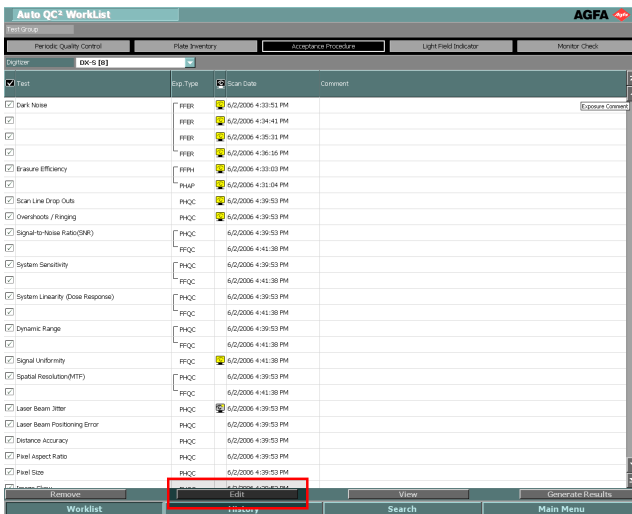 Auto QC² WorkList
AGFA
Test Group
Periodic Quality Control Plate Inventory Acceptance Procedure Light Field Indicator Monitor Check
Digitizer DX-S [8]
Test Exp.Type Scan Date Comment
Dark Noise FFER 6/2/2006 4:33:51 PM Exposure Comment
FFER 6/2/2006 4:34:41 PM
FFER 6/2/2006 4:35:31 PM
FFER 6/2/2006 4:36:16 PM
Erasure Efficiency FFPH 6/2/2006 4:33:03 PM
PHAP 6/2/2006 4:31:04 PM
Scan Line Drop Outs PHQC 6/2/2006 4:39:53 PM
Overshoots / Ringing PHQC 6/2/2006 4:39:53 PM
Signal-to-Noise Ratio(SNR) PHQC 6/2/2006 4:39:53 PM
FFQC 6/2/2006 4:41:38 PM
System Sensitivity PHQC 6/2/2006 4:39:53 PM
FFQC 6/2/2006 4:41:38 PM
System Linearity (Dose Response) PHQC 6/2/2006 4:39:53 PM
FFQC 6/2/2006 4:41:38 PM
Dynamic Range PHQC 6/2/2006 4:39:53 PM
FFQC 6/2/2006 4:41:38 PM
Signal Uniformity FFQC 6/2/2006 4:41:38 PM
Spatial Resolution(MTF) PHQC 6/2/2006 4:39:53 PM
FFQC 6/2/2006 4:41:38 PM
Laser Beam Jitter PHQC 6/2/2006 4:39:53 PM
Laser Beam Positioning Error PHQC 6/2/2006 4:39:53 PM
Distance Accuracy PHQC 6/2/2006 4:39:53 PM
Pixel Aspect Ratio PHQC 6/2/2006 4:39:53 PM
Pixel Size PHQC 6/2/2006 4:39:53 PM
Remove Edit View Generate Results
Worklist History Search Main Menu